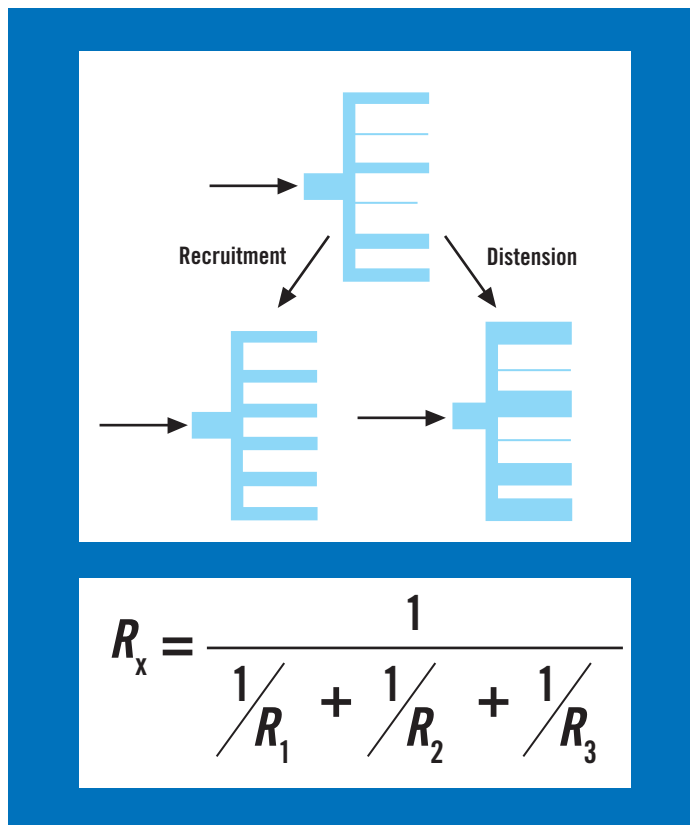 Recruitment
Distension
Rx = 1
1/R1 + 1/R2 + 1/R3